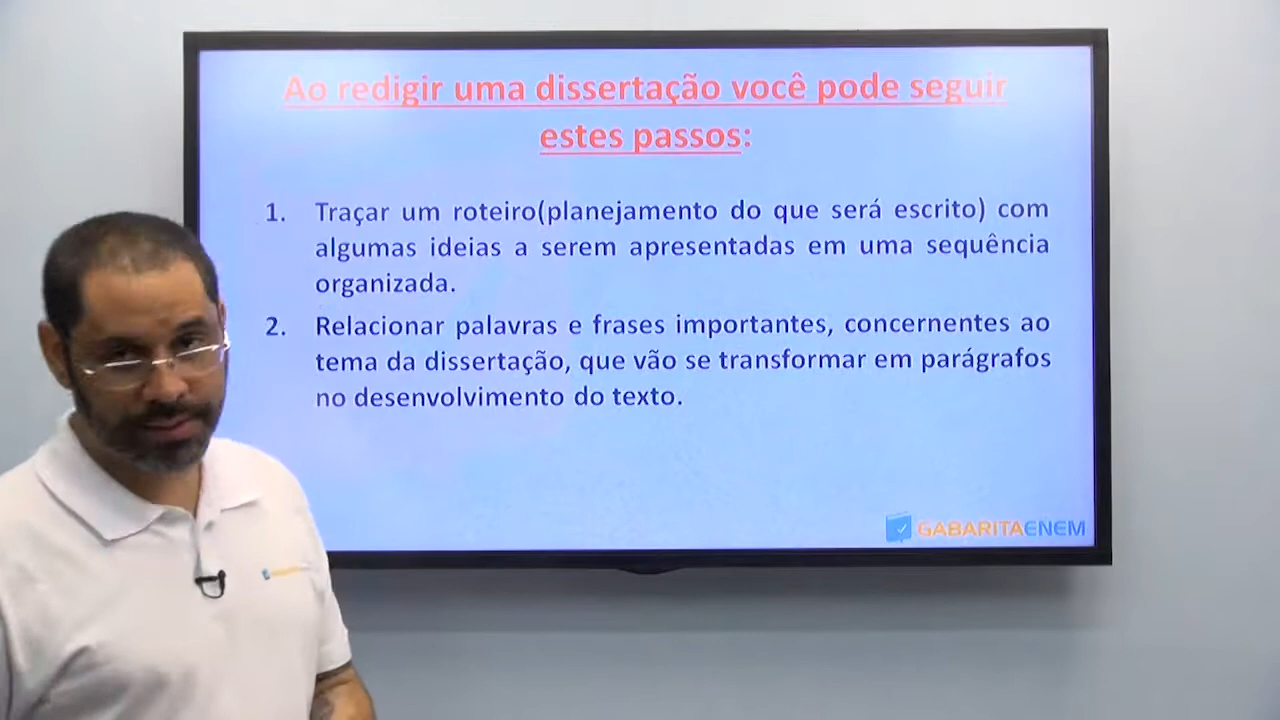 Ao redigir uma dissertação você pode seguir
estes passos:
1. Traçar um roteiro(planejamento do que será escrito) com
algumas ideias a serem apresentadas em uma sequência
organizada.
2. Relacionar palavras e frases importantes, concernentes ao
tema da dissertação, que vão se transformar em parágrafos
no desenvolvimento do texto.
GABARITAENEM